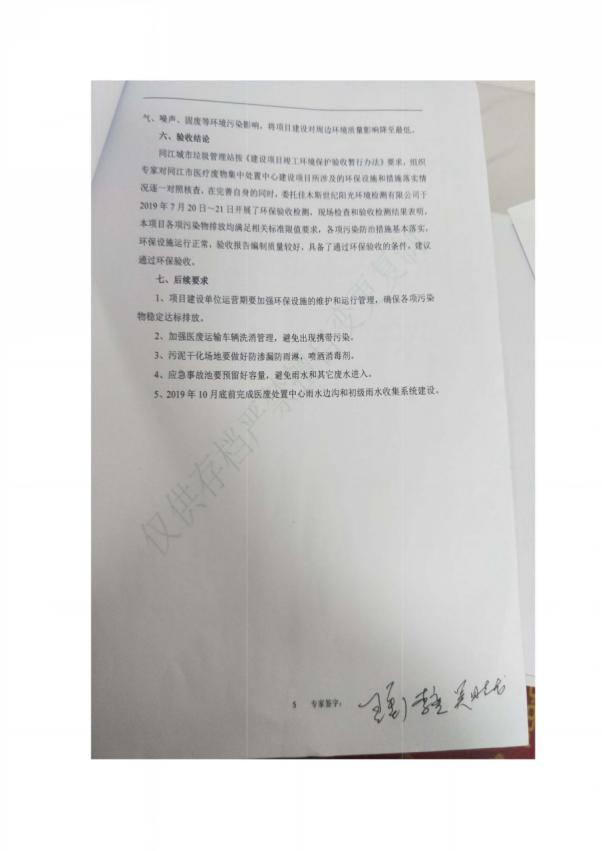 气、噪声、固废等环境污染影响，将项目建设对周边环境质量影响降至最低。
六、验收结论
同江城市垃圾管理站按《建设项目竣工环境保护验收暂行办法》要求，组织
专家对同江市医疗废物集中处置中心建设项目所涉及的环保设施和措施落实情
况逐一对照核查，在完善自身的同时，委托佳木斯世纪阳光环境检测有限公司于
2019年7月20日～21日开展了环保验收检测，现场检查和验收检测结果表明，
本项目各项污染物排放均满足相关标准限值要求，各项污染防治措施基本落实，
环保设施运行正常，验收报告编制质量较好，具备了通过环保验收的条件，建议
通过环保验收。
七、后续要求
1、项目建设单位运营期要加强环保设施的维护和运行管理，确保各项污染
物稳定达标排放。
2、加强医废运输车辆洗消管理，避免出现携带污染。
3、污泥干化场地要做好防渗漏防雨淋，喷洒消毒剂。
4、应急事故池要预留好容量，避免雨水和其它废水进入。
5、2019年10月底前完成医废处置中心雨水边沟和初级雨水收集系统建设。
仅供存档严禁
变更复
5 专家签字：